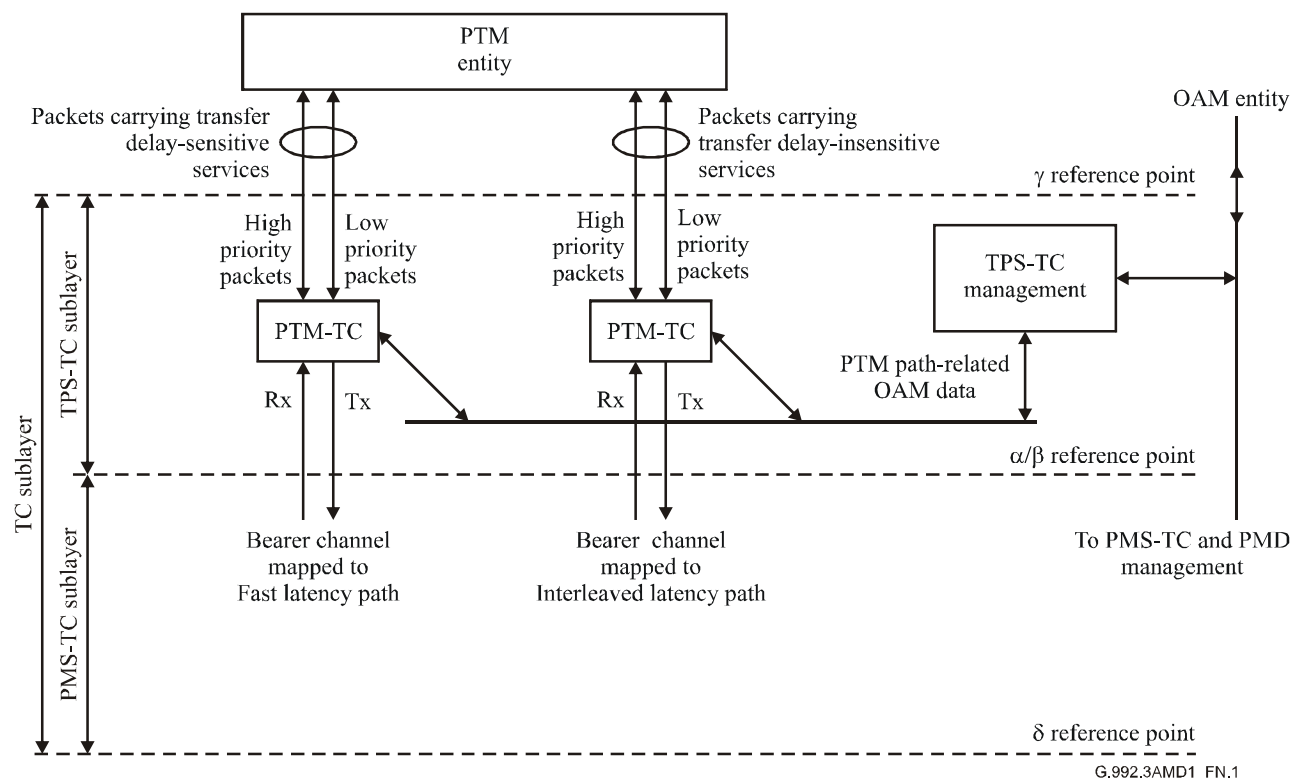 PTM
entity
OAM entity
Packets carrying transfer
delay-sensitive
services
Packets carrying
transfer delay-insensitive
services
γ reference point
High
priority
packets
Low
priority
packets
High
priority
packets
Low
priority
packets
TPS-TC
management
PTM-TC
PTM-TC
PTM path-related
OAM data
Rx
Tx
Rx
Tx
TC sublayer
TPS-TC sublayer
α/β reference point
Bearer channel
mapped to
Fast latency path
Bearer channel
mapped to
Interleaved latency path
To PMS-TC and PMD
management
PMS-TC sublayer
δ reference point
G.992.3AMD1_FN.1